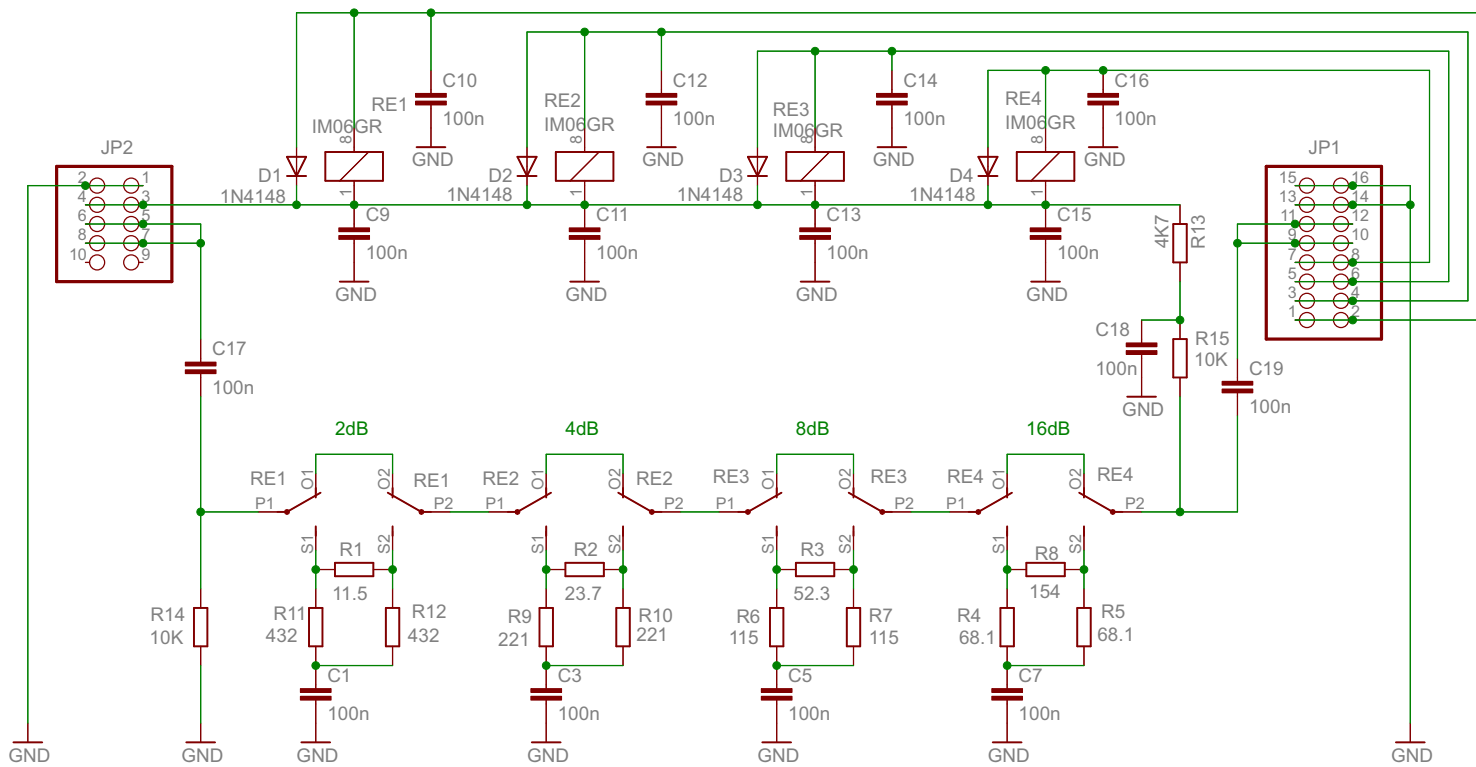 C10
100n
GND
C12
100n
GND
C14
100n
GND
C16
100n
GND
RE1
IM06GR
8
1
RE2
IM06GR
8
1
RE3
IM06GR
8
1
RE4
IM06GR
8
1
D1
1N4148
D2
1N4148
D3
1N4148
D4
1N4148
JP2
2 1
4 3
6 5
8 7
10 9
JP1
15 16
13 14
11 12
9 10
7 8
5 6
3 4
1 2
C9
100n
GND
C11
100n
GND
C13
100n
GND
C15
100n
GND
4K7
R13
C18
100n
GND
R15
10K
C19
100n
C17
100n
2dB
4dB
8dB
16dB
RE1
P1
O1
S1
RE1
P2
O2
S2
RE2
P1
O1
S1
RE2
P2
O2
S2
RE3
P1
O1
S1
RE3
P2
O2
S2
RE4
P1
O1
S1
RE4
P2
O2
S2
R1
11.5
R2
23.7
R3
52.3
R8
154
R14
10K
R11
432
R12
432
R9
221
R10
221
R6
115
R7
115
R4
68.1
R5
68.1
C1
100n
C3
100n
C5
100n
C7
100n
GND
GND
GND
GND
GND
GND
GND